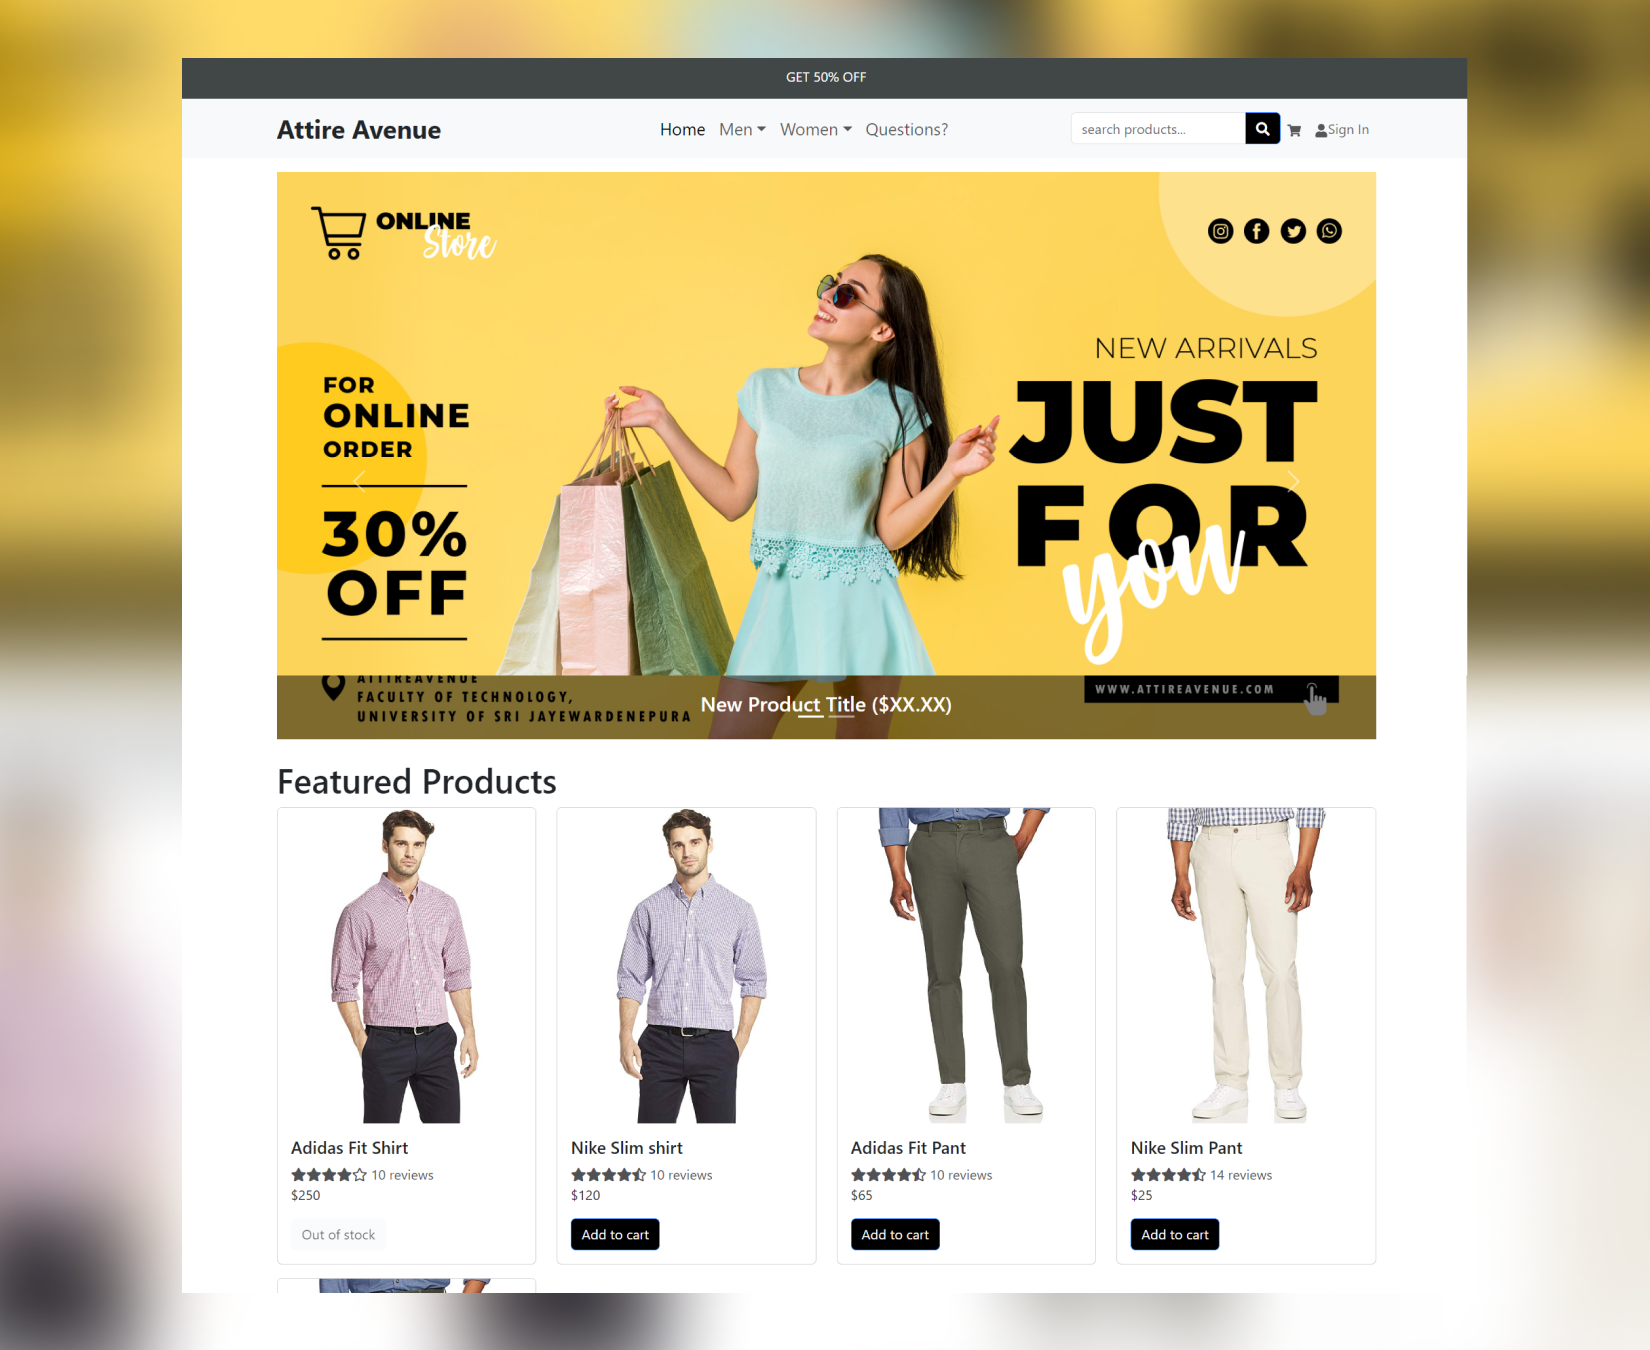 GET 50% OFF
Attire Avenue
Home Men Women Questions?
search products...
Sign In
ONLINE
Store
FOR
ONLINE
ORDER
30%
OFF
NEW ARRIVALS
JUST
FOR
you
ATTIREAVENUE
FACULTY OF TECHNOLOGY,
UNIVERSITY OF SRI JAYEWARDENEPURA
New Product Title ($XX.XX)
WWW.ATTIREAVENUE.COM
Featured Products
Adidas Fit Shirt
10 reviews
$250
Out of stock
Nike Slim shirt
10 reviews
$120
Add to cart
Adidas Fit Pant
10 reviews
$65
Add to cart
Nike Slim Pant
14 reviews
$25
Add to cart